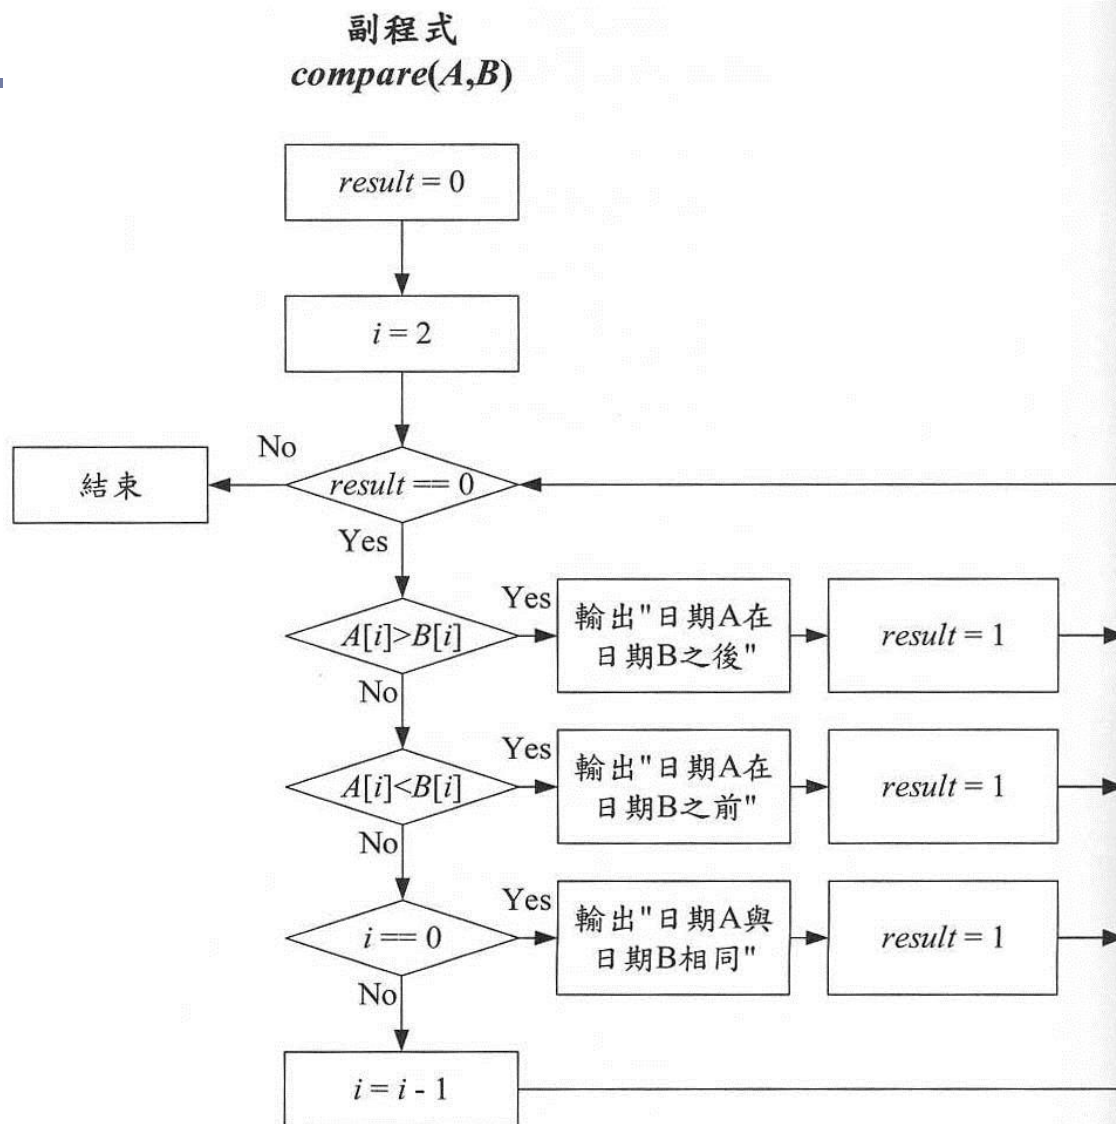 副程式
compare(A,B)
result = 0
i = 2
No
結束
result == 0
Yes
A[i]>B[i]
Yes
輸出"日期A在
日期B之後"
result = 1
No
A[i]<B[i]
Yes
輸出"日期A在
日期B之前"
result = 1
No
i == 0
Yes
輸出"日期A與
日期B相同"
result = 1
No
i = i - 1